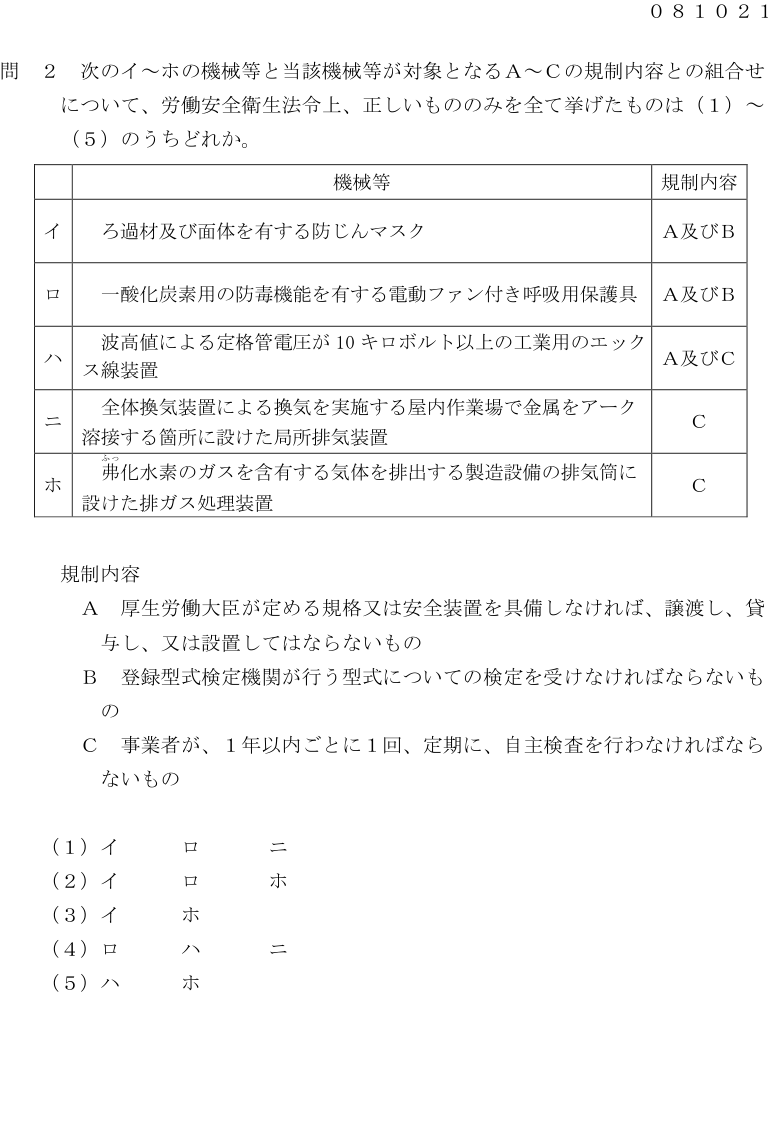 ０８１０２１
問　２　次のイ～ホの機械等と当該機械等が対象となるＡ～Ｃの規制内容との組合せ
について、労働安全衛生法令上、正しいもののみを全て挙げたものは（１）～
（５）のうちどれか。
機械等　規制内容
イ　ろ過材及び面体を有する防じんマスク　Ａ及びＢ
ロ　一酸化炭素用の防毒機能を有する電動ファン付き呼吸用保護具　Ａ及びＢ
波高値による定格管電圧が 10 キロボルト以上の工業用のエック
ハ　ス線装置　Ａ及びＣ
全体換気装置による換気を実施する屋内作業場で金属をアーク
ニ　溶接する箇所に設けた局所排気装置　Ｃ
ふっ
弗化水素のガスを含有する気体を排出する製造設備の排気筒に
ホ　設けた排ガス処理装置　Ｃ
規制内容
Ａ　厚生労働大臣が定める規格又は安全装置を具備しなければ、譲渡し、貸
与し、又は設置してはならないもの
Ｂ　登録型式検定機関が行う型式についての検定を受けなければならないも
の
Ｃ　事業者が、１年以内ごとに１回、定期に、自主検査を行わなければなら
ないもの
（１）イ　ロ　ニ
（２）イ　ロ　ホ
（３）イ　ホ
（４）ロ　ハ　ニ
（５）ハ　ホ